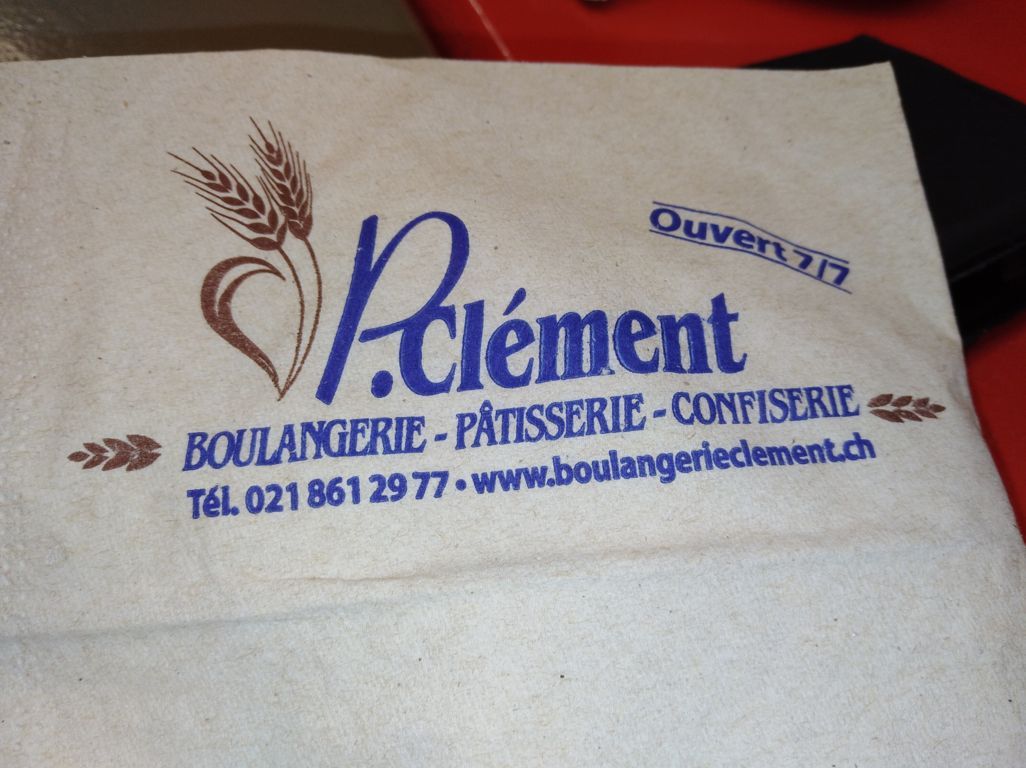 Ouvert 7/7
P. Clément
BOULANGERIE - PÂTISSERIE - CONFISERIE
Tél. 021 861 29 77 • www.boulangerieclement.ch